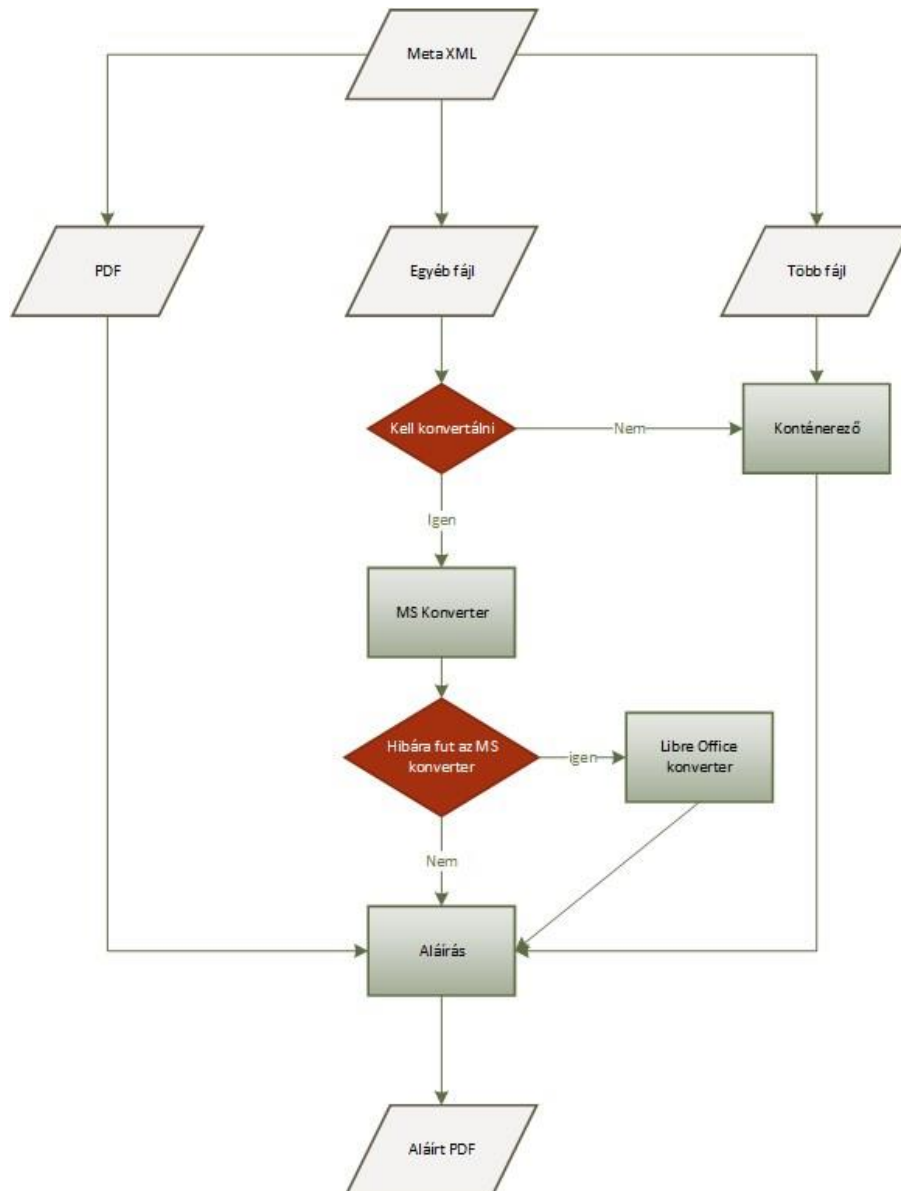 Meta XML
PDF
Egyéb fájl
Több fájl
Kell konvertálni
Nem
Konténerező
Igen
MS Konverter
Hibára fut az MS
konverter
igen
Libre Office
konverter
Nem
Aláírás
Aláírt PDF